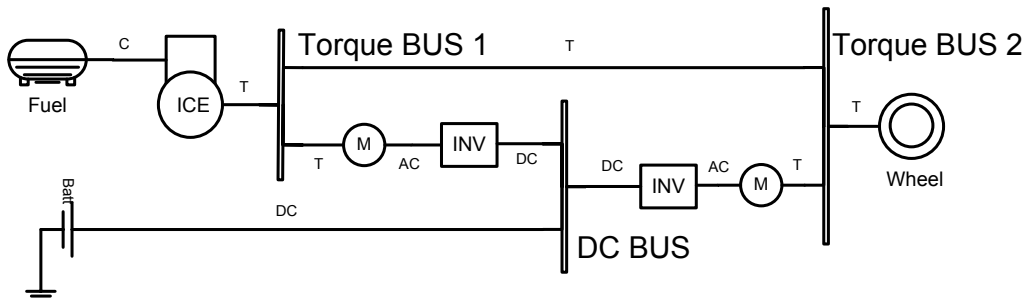 C
Torque BUS 1
T
Torque BUS 2
Fuel
ICE
T
T
M
AC
INV
DC
T
Wheel
DC
INV
AC
M
T
Batt
DC
DC BUS